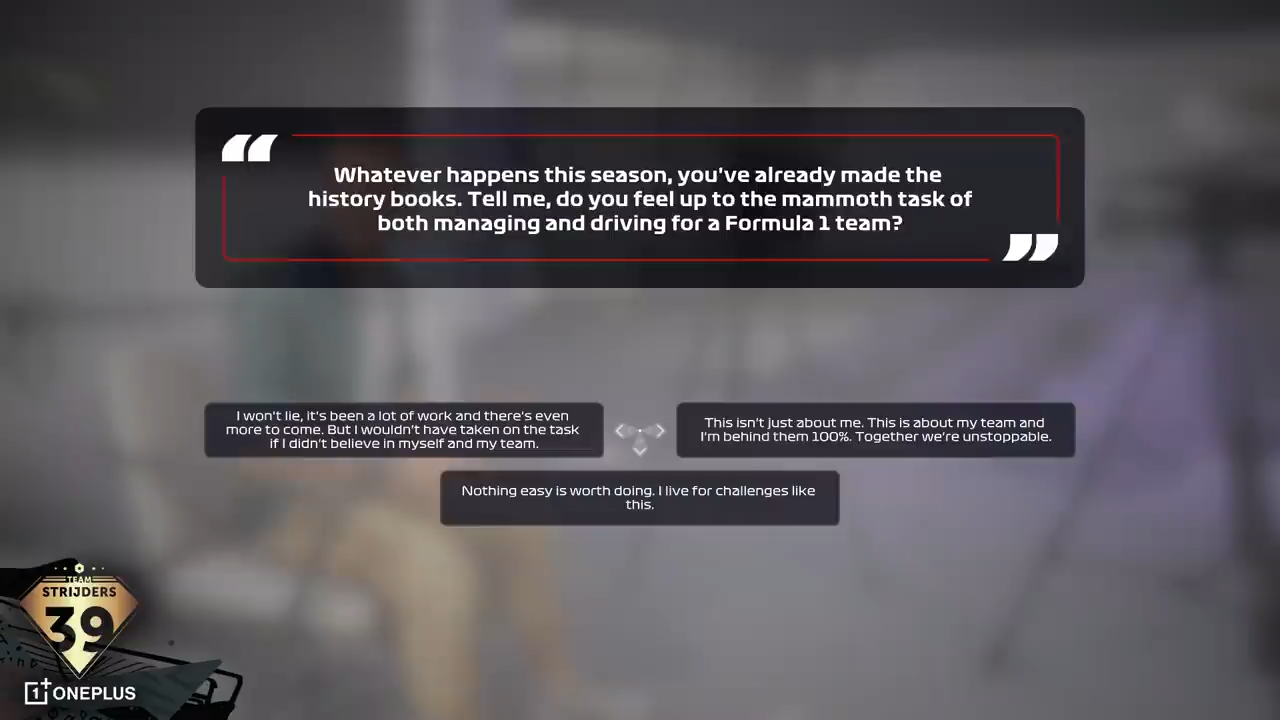 Whatever happens this season, you've already made the
history books. Tell me, do you feel up to the mammoth task of
both managing and driving for a Formula 1 team?
I won't lie, it's been a lot of work and there's even
more to come. But I wouldn't have taken on the task
if I didn't believe in myself and my team.
This isn't just about me. This is about my team and
I'm behind them 100%. Together we're unstoppable.
Nothing easy is worth doing. I live for challenges like
this.
TEAM
STRIJDERS
39
ONEPLUS